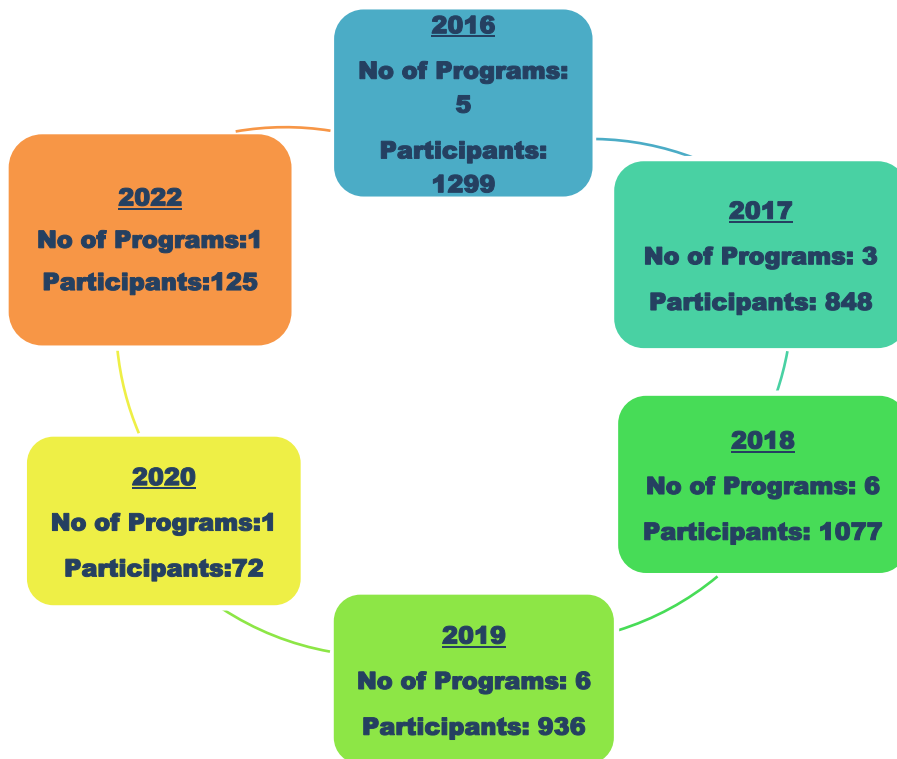 2016
No of Programs:
5
Participants:
1299
2017
No of Programs: 3
Participants: 848
2018
No of Programs: 6
Participants: 1077
2019
No of Programs: 6
Participants: 936
2020
No of Programs:1
Participants:72
2022
No of Programs:1
Participants:125